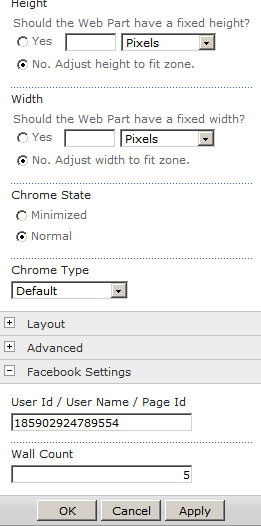 Height
Should the Web Part have a fixed height?
Yes Pixels
No. Adjust height to fit zone.
Width
Should the Web Part have a fixed width?
Yes Pixels
No. Adjust width to fit zone.
Chrome State
Minimized
Normal
Chrome Type
Default
Layout
Advanced
Facebook Settings
User Id / User Name / Page Id
185902924789554
Wall Count
5
OK Cancel Apply